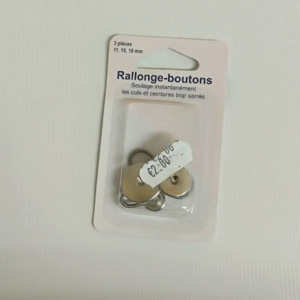 3 pièces
11, 15, 19 mm
Rallonge-boutons
Soulage instantanément
les cols et ceintures trop serrés
€2.00